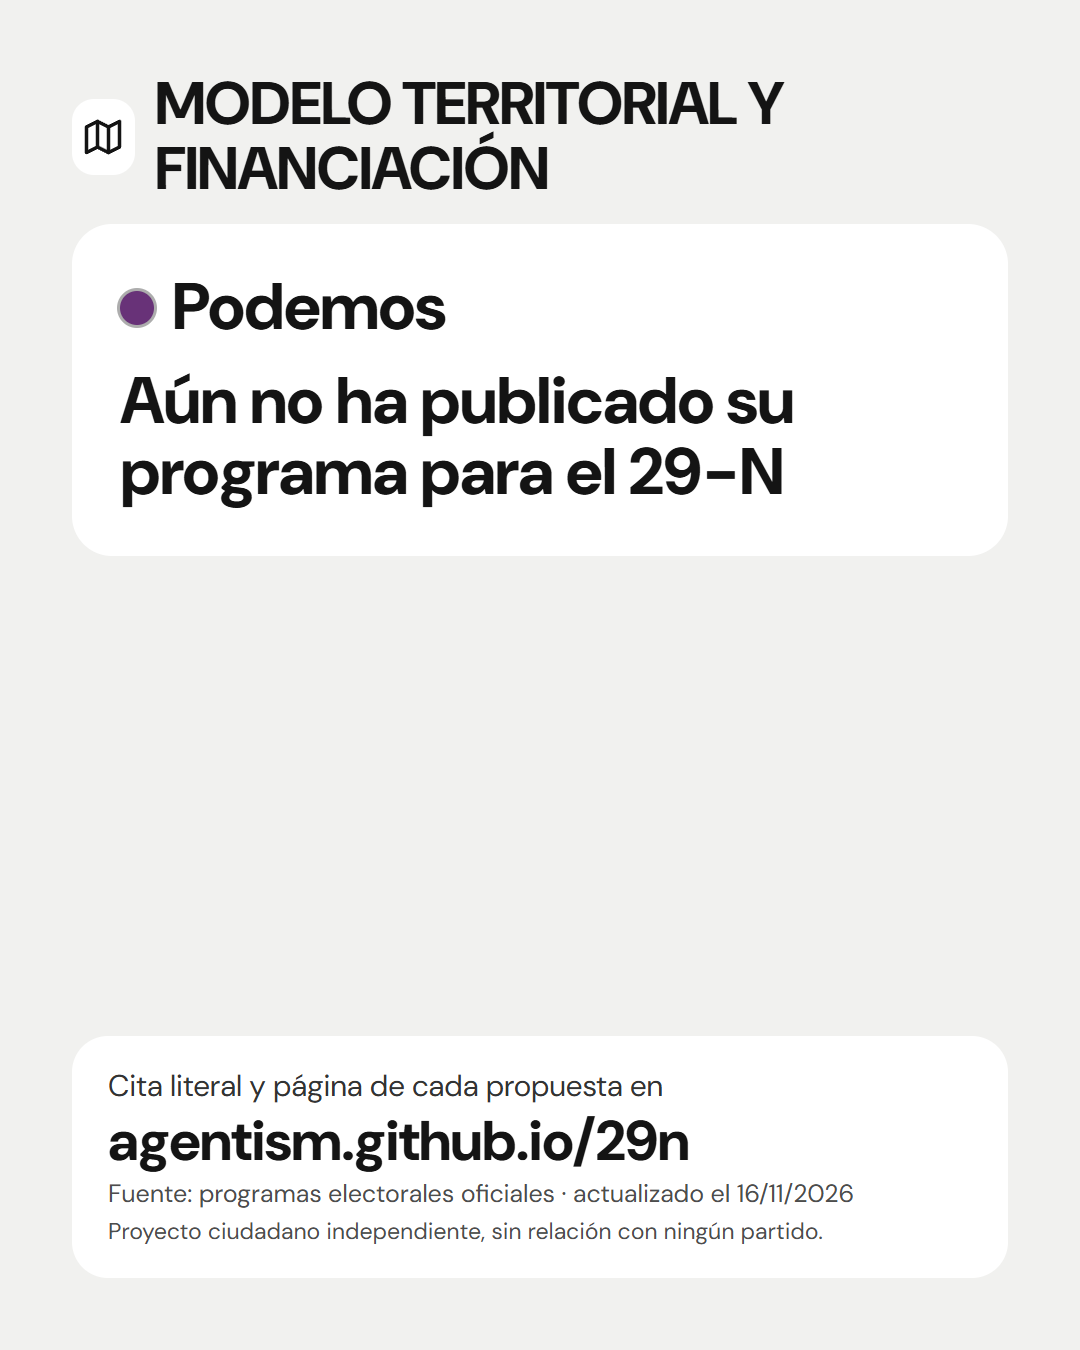 MODELO TERRITORIAL Y
FINANCIACIÓN
Podemos
Aún no ha publicado su
programa para el 29-N
Cita literal y página de cada propuesta en
agentism.github.io/29n
Fuente: programas electorales oficiales · actualizado el 16/11/2026
Proyecto ciudadano independiente, sin relación con ningún partido.